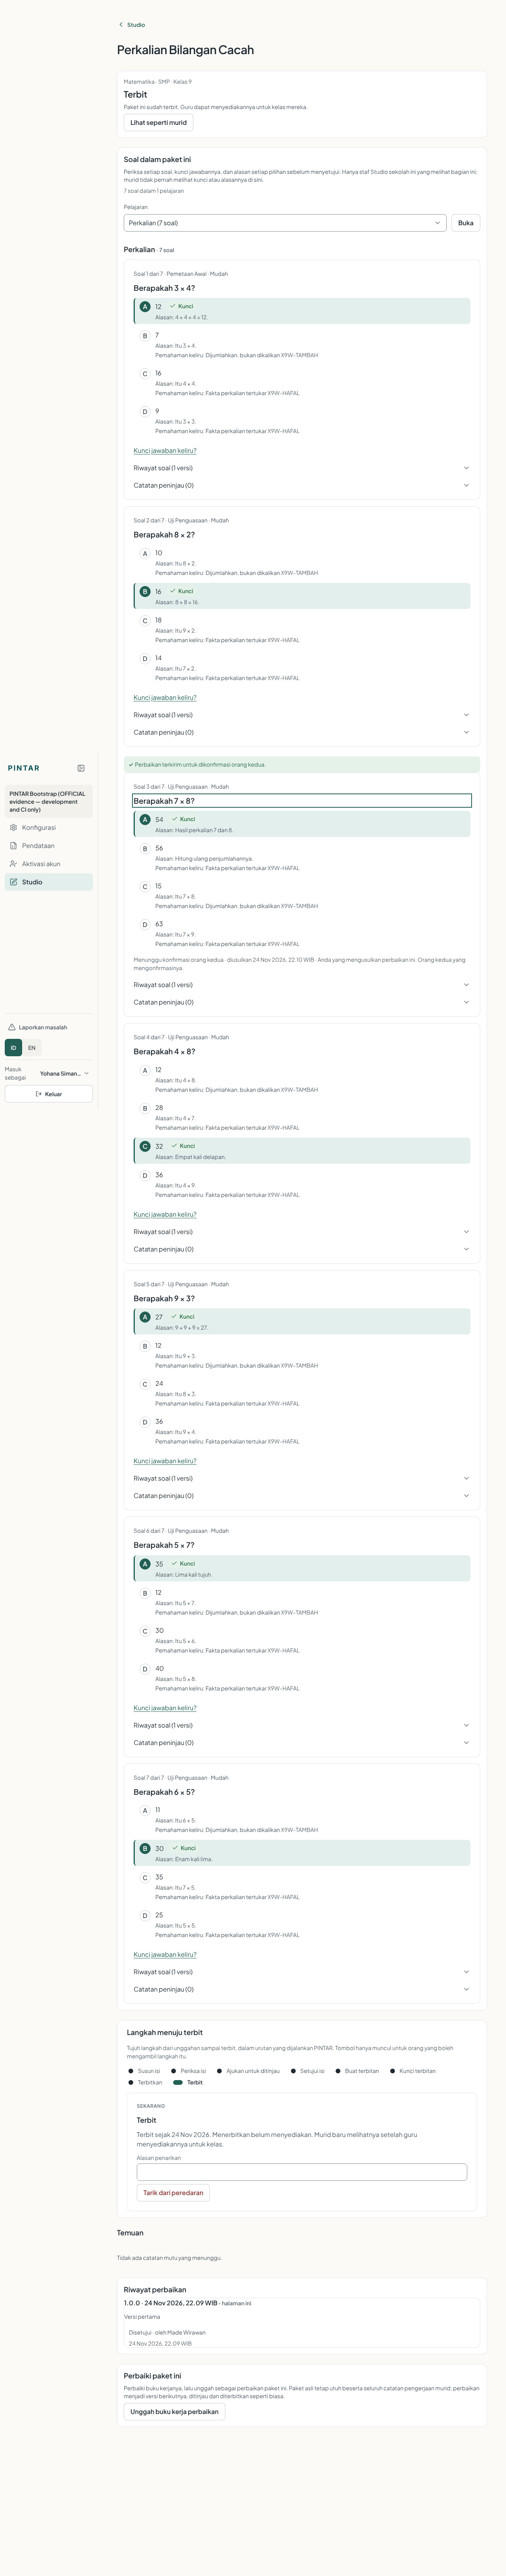 Studio
Perkalian Bilangan Cacah
Matematika · SMP · Kelas 9
Terbit
Paket ini sudah terbit. Guru dapat menyediakannya untuk kelas mereka.
Lihat seperti murid
Soal dalam paket ini
Periksa setiap soal, kunci jawabannya, dan alasan setiap pilihan sebelum menyetujui. Hanya staf Studio sekolah ini yang melihat bagian ini;
murid tidak pernah melihat kunci atau alasannya di sini.
7 soal dalam 1 pelajaran
Pelajaran
Perkalian (7 soal)
Buka
Perkalian · 7 soal
Soal 1 dari 7 · Pemetaan Awal · Mudah
Berapakah 3 × 4?
A 12 Kunci
Alasan: 4 + 4 + 4 = 12.
B 7
Alasan: Itu 3 + 4.
Pemahaman keliru: Dijumlahkan, bukan dikalikan X9W-TAMBAH
C 16
Alasan: Itu 4 × 4.
Pemahaman keliru: Fakta perkalian tertukar X9W-HAFAL
D 9
Alasan: Itu 3 × 3.
Pemahaman keliru: Fakta perkalian tertukar X9W-HAFAL
Kunci jawaban keliru?
Riwayat soal (1 versi)
Catatan peninjau (0)
Soal 2 dari 7 · Uji Penguasaan · Mudah
Berapakah 8 × 2?
A 10
Alasan: Itu 8 + 2.
Pemahaman keliru: Dijumlahkan, bukan dikalikan X9W-TAMBAH
B 16 Kunci
Alasan: 8 + 8 = 16.
C 18
Alasan: Itu 9 × 2.
Pemahaman keliru: Fakta perkalian tertukar X9W-HAFAL
D 14
Alasan: Itu 7 × 2.
Pemahaman keliru: Fakta perkalian tertukar X9W-HAFAL
Kunci jawaban keliru?
Riwayat soal (1 versi)
Catatan peninjau (0)
PINTAR
PINTAR Bootstrap (OFFICIAL
evidence — development
and CI only)
Konfigurasi
Pendataan
Aktivasi akun
Studio
Laporkan masalah
ID EN
Masuk
sebagai
Yohana Siman...
Keluar
Perbaikan terkirim untuk dikonfirmasi orang kedua.
Soal 3 dari 7 · Uji Penguasaan · Mudah
Berapakah 7 × 8?
A 54 Kunci
Alasan: Hasil perkalian 7 dan 8.
B 56
Alasan: Hitung ulang penjumlahannya.
Pemahaman keliru: Fakta perkalian tertukar X9W-HAFAL
C 15
Alasan: Itu 7 + 8.
Pemahaman keliru: Dijumlahkan, bukan dikalikan X9W-TAMBAH
D 63
Alasan: Itu 7 × 9.
Pemahaman keliru: Fakta perkalian tertukar X9W-HAFAL
Menunggu konfirmasi orang kedua · diusulkan 24 Nov 2026, 22.10 WIB · Anda yang mengusulkan perbaikan ini. Orang kedua yang
mengonfirmasinya.
Riwayat soal (1 versi)
Catatan peninjau (0)
Soal 4 dari 7 · Uji Penguasaan · Mudah
Berapakah 4 × 8?
A 12
Alasan: Itu 4 + 8.
Pemahaman keliru: Dijumlahkan, bukan dikalikan X9W-TAMBAH
B 28
Alasan: Itu 4 × 7.
Pemahaman keliru: Fakta perkalian tertukar X9W-HAFAL
C 32 Kunci
Alasan: Empat kali delapan.
D 36
Alasan: Itu 4 × 9.
Pemahaman keliru: Fakta perkalian tertukar X9W-HAFAL
Kunci jawaban keliru?
Riwayat soal (1 versi)
Catatan peninjau (0)
Soal 5 dari 7 · Uji Penguasaan · Mudah
Berapakah 9 × 3?
A 27 Kunci
Alasan: 9 + 9 + 9 = 27.
B 12
Alasan: Itu 9 + 3.
Pemahaman keliru: Dijumlahkan, bukan dikalikan X9W-TAMBAH
C 24
Alasan: Itu 8 × 3.
Pemahaman keliru: Fakta perkalian tertukar X9W-HAFAL
D 36
Alasan: Itu 9 × 4.
Pemahaman keliru: Fakta perkalian tertukar X9W-HAFAL
Kunci jawaban keliru?
Riwayat soal (1 versi)
Catatan peninjau (0)
Soal 6 dari 7 · Uji Penguasaan · Mudah
Berapakah 5 × 7?
A 35 Kunci
Alasan: Lima kali tujuh.
B 12
Alasan: Itu 5 + 7.
Pemahaman keliru: Dijumlahkan, bukan dikalikan X9W-TAMBAH
C 30
Alasan: Itu 5 × 6.
Pemahaman keliru: Fakta perkalian tertukar X9W-HAFAL
D 40
Alasan: Itu 5 × 8.
Pemahaman keliru: Fakta perkalian tertukar X9W-HAFAL
Kunci jawaban keliru?
Riwayat soal (1 versi)
Catatan peninjau (0)
Soal 7 dari 7 · Uji Penguasaan · Mudah
Berapakah 6 × 5?
A 11
Alasan: Itu 6 + 5.
Pemahaman keliru: Dijumlahkan, bukan dikalikan X9W-TAMBAH
B 30 Kunci
Alasan: Enam kali lima.
C 35
Alasan: Itu 7 × 5.
Pemahaman keliru: Fakta perkalian tertukar X9W-HAFAL
D 25
Alasan: Itu 5 × 5.
Pemahaman keliru: Fakta perkalian tertukar X9W-HAFAL
Kunci jawaban keliru?
Riwayat soal (1 versi)
Catatan peninjau (0)
Langkah menuju terbit
Tujuh langkah dari unggahan sampai terbit, dalam urutan yang dijalankan PINTAR. Tombol hanya muncul untuk orang yang boleh
mengambil langkah itu.
Susun isi Periksa isi Ajukan untuk ditinjau Setujui isi Buat terbitan Kunci terbitan
Terbitkan Terbit
SEKARANG
Terbit
Terbit sejak 24 Nov 2026. Menerbitkan belum menyediakan. Murid baru melihatnya setelah guru
menyediakannya untuk kelas.
Alasan penarikan
Tarik dari peredaran
Temuan
Tidak ada catatan mutu yang menunggu.
Riwayat perbaikan
1.0.0 · 24 Nov 2026, 22.09 WIB · halaman ini
Versi pertama
Disetujui · oleh Made Wirawan
24 Nov 2026, 22.09 WIB
Perbaiki paket ini
Perbaiki buku kerjanya, lalu unggah sebagai perbaikan paket ini. Paket asli tetap utuh beserta seluruh catatan pengerjaan murid; perbaikan
menjadi versi berikutnya, ditinjau dan diterbitkan seperti biasa.
Unggah buku kerja perbaikan